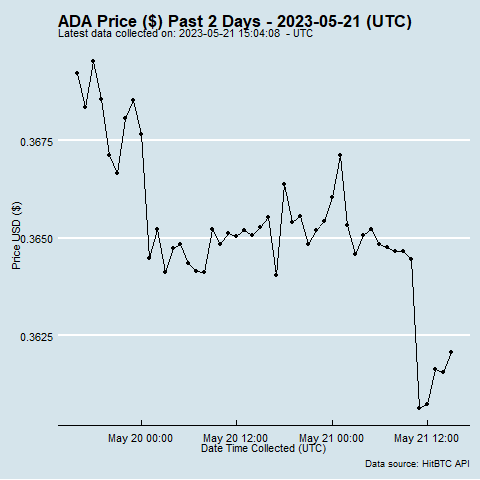 ADA Price ($) Past 2 Days - 2023-05-21 (UTC)
Latest data collected on: 2023-05-21 15:04:08 - UTC
0.3675
0.3650
0.3625
Price USD ($)
May 20 00:00 May 20 12:00 May 21 00:00 May 21 12:00
Date Time Collected (UTC)
Data source: HitBTC API